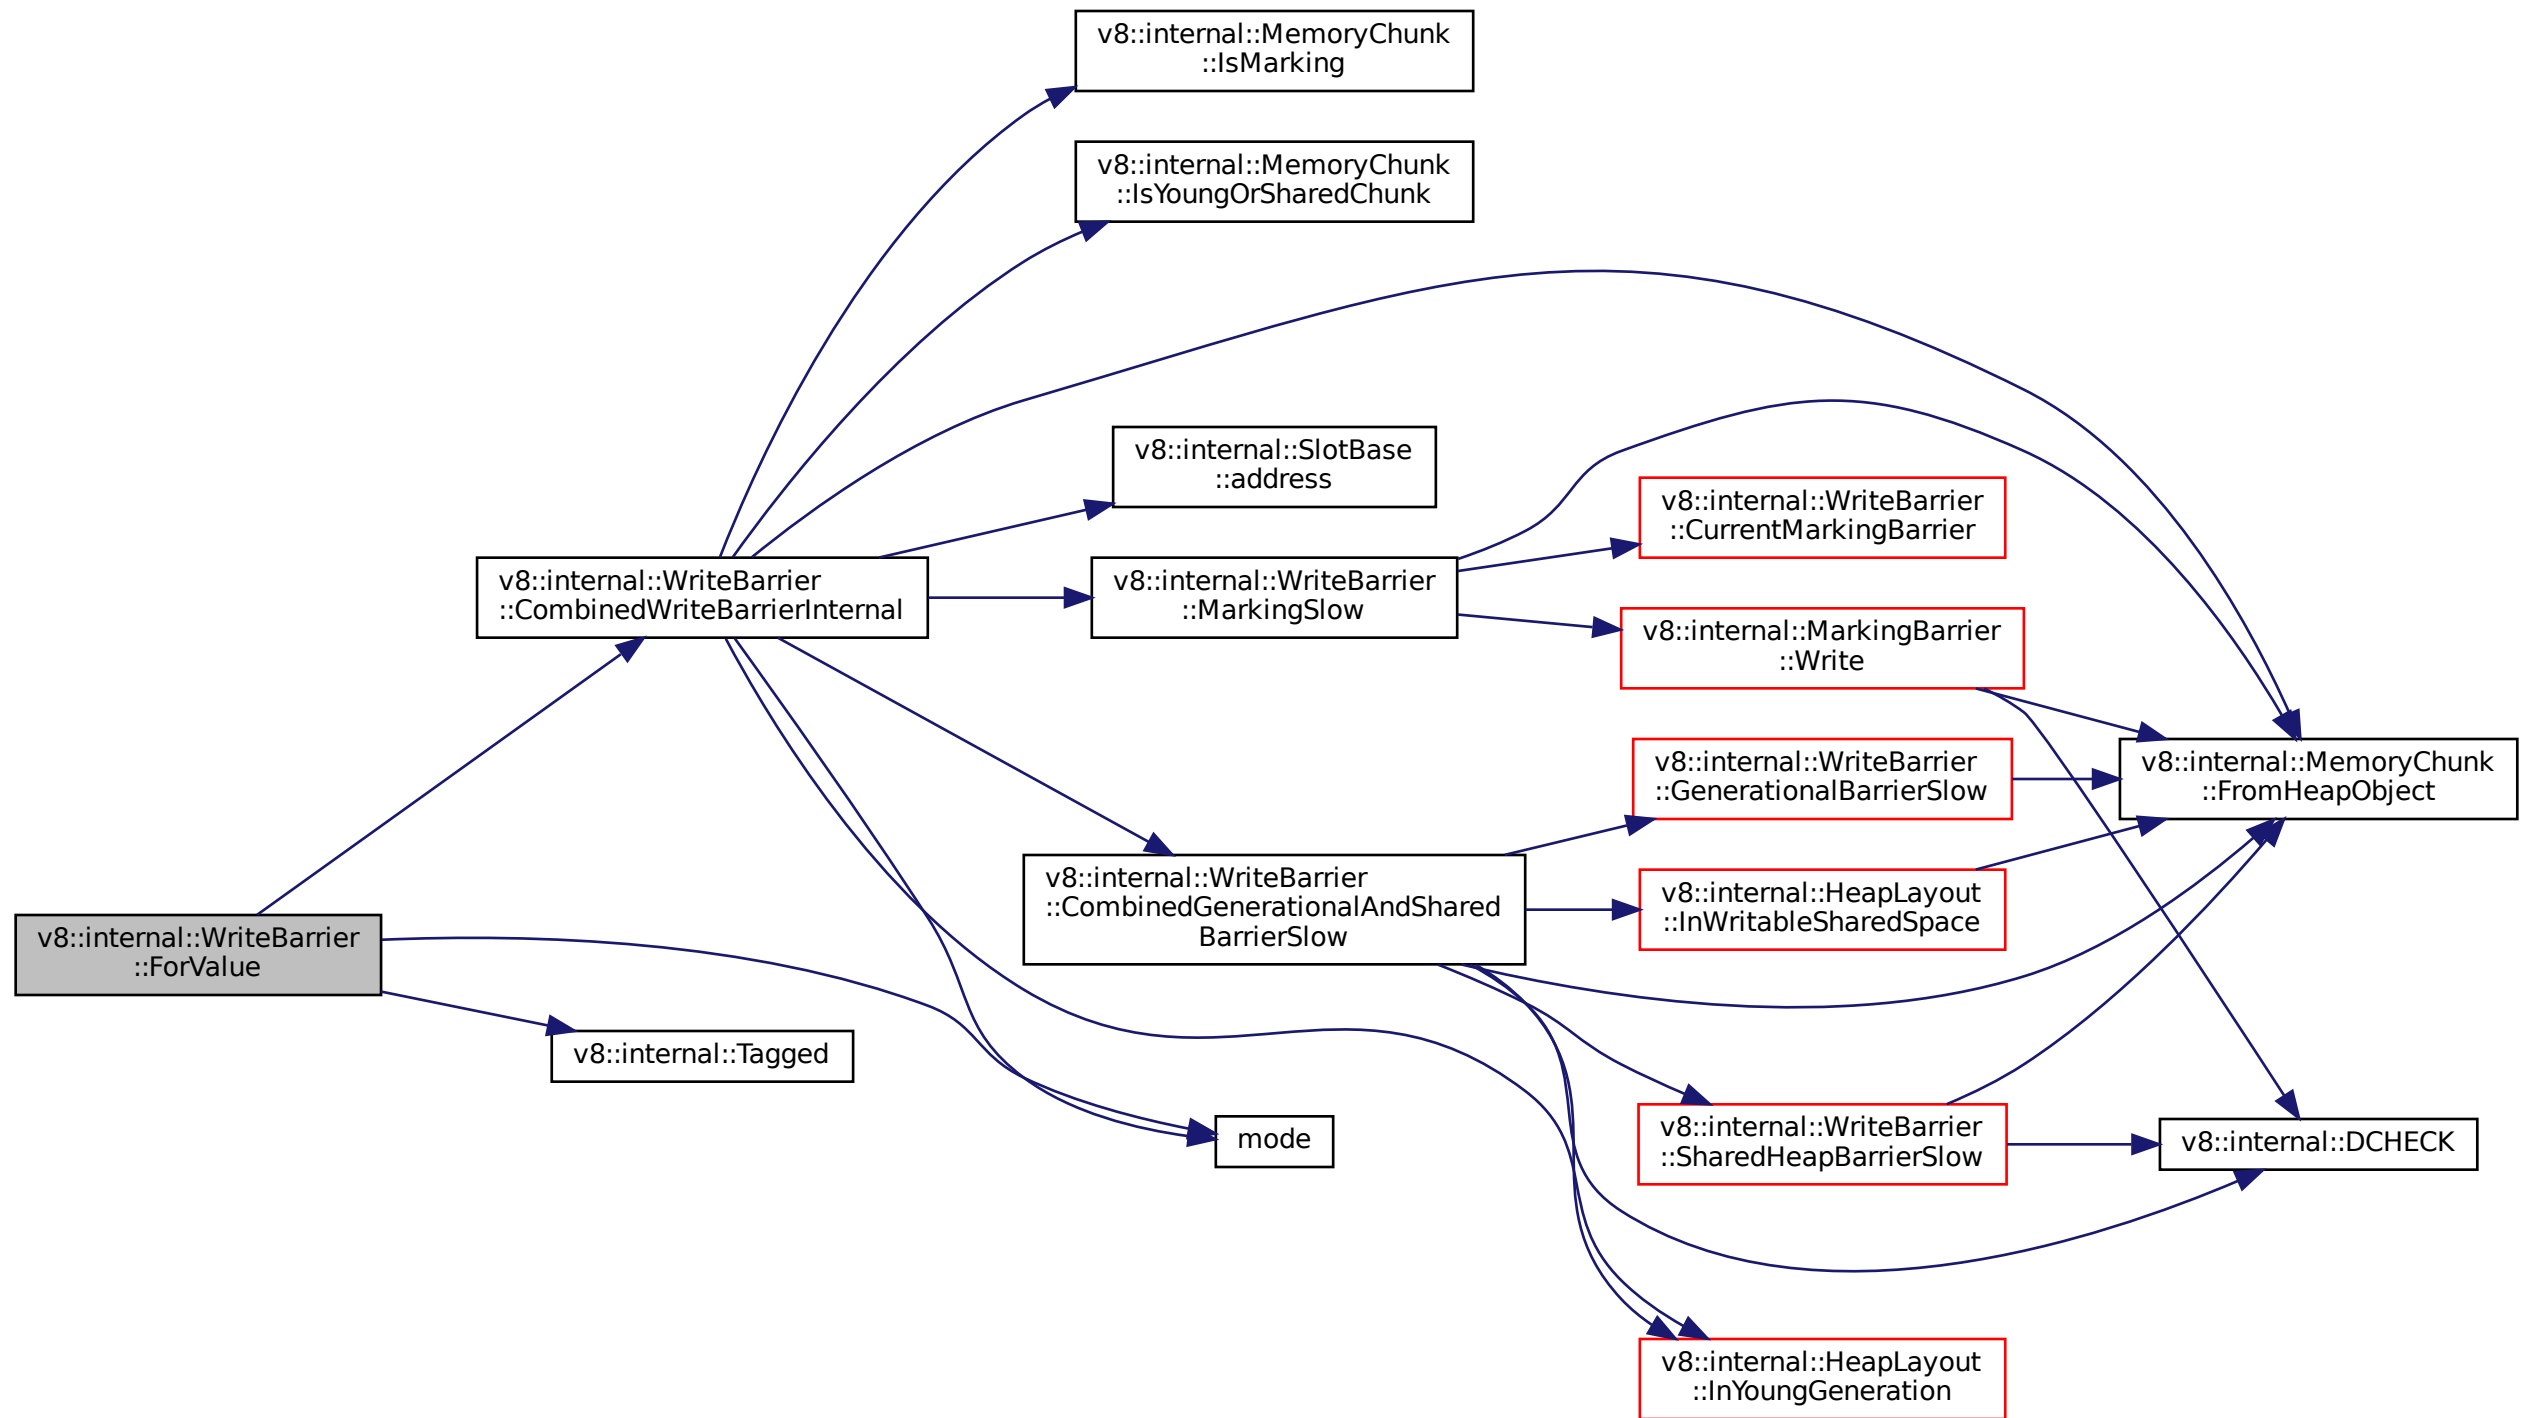 v8::internal::MemoryChunk
::IsMarking
v8::internal::MemoryChunk
::IsYoungOrSharedChunk
v8::internal::SlotBase
::address
v8::internal::WriteBarrier
::CurrentMarkingBarrier
v8::internal::WriteBarrier
::CombinedWriteBarrierInternal
v8::internal::WriteBarrier
::MarkingSlow
v8::internal::MarkingBarrier
::Write
v8::internal::WriteBarrier
::GenerationalBarrierSlow
v8::internal::MemoryChunk
::FromHeapObject
v8::internal::WriteBarrier
::CombinedGenerationalAndShared
BarrierSlow
v8::internal::HeapLayout
::InWritableSharedSpace
v8::internal::WriteBarrier
::ForValue
v8::internal::Tagged
mode
v8::internal::WriteBarrier
::SharedHeapBarrierSlow
v8::internal::DCHECK
v8::internal::HeapLayout
::InYoungGeneration